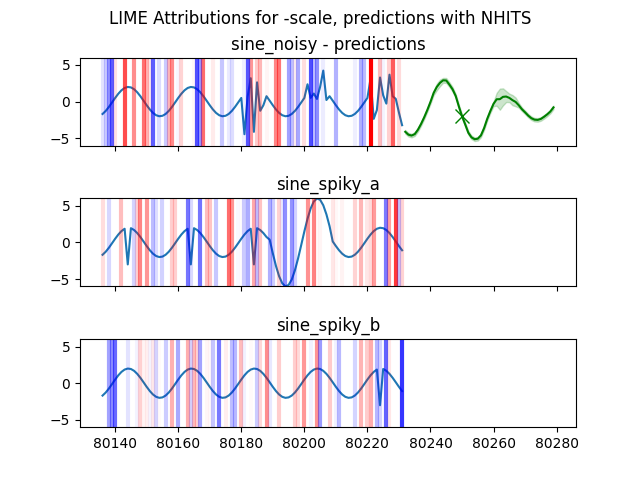 LIME Attributions for -scale, predictions with NHITS
sine_noisy - predictions
5
0
−5
sine_spiky_a
5
0
−5
sine_spiky_b
5
0
−5
80140 80160 80180 80200 80220 80240 80260 80280